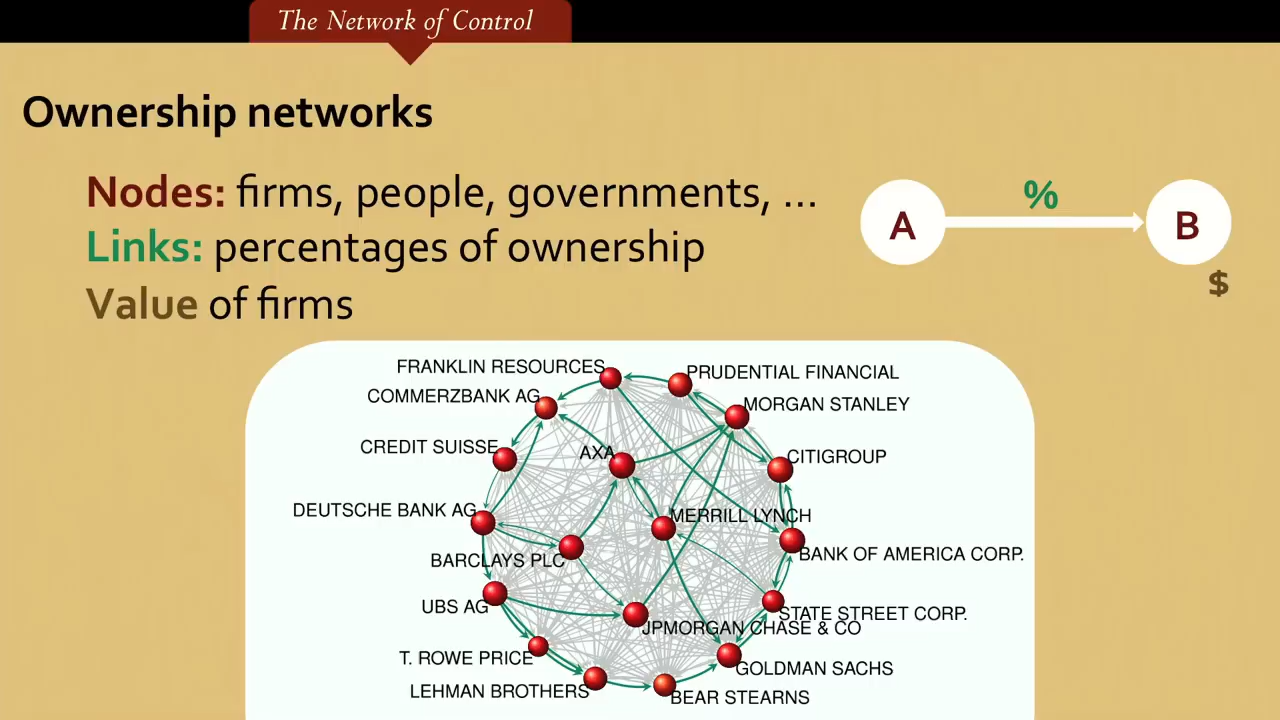 The Network of Control
Ownership networks
Nodes: firms, people, governments, ...
Links: percentages of ownership
Value of firms
A
%
B
$
FRANKLIN RESOURCES
PRUDENTIAL FINANCIAL
COMMERZBANK AG
MORGAN STANLEY
CREDIT SUISSE
AXA
CITIGROUP
DEUTSCHE BANK AG
MERRILL LYNCH
BARCLAYS PLC
BANK OF AMERICA CORP.
UBS AG
STATE STREET CORP.
JPMORGAN CHASE & CO
T. ROWE PRICE
GOLDMAN SACHS
LEHMAN BROTHERS
BEAR STEARNS